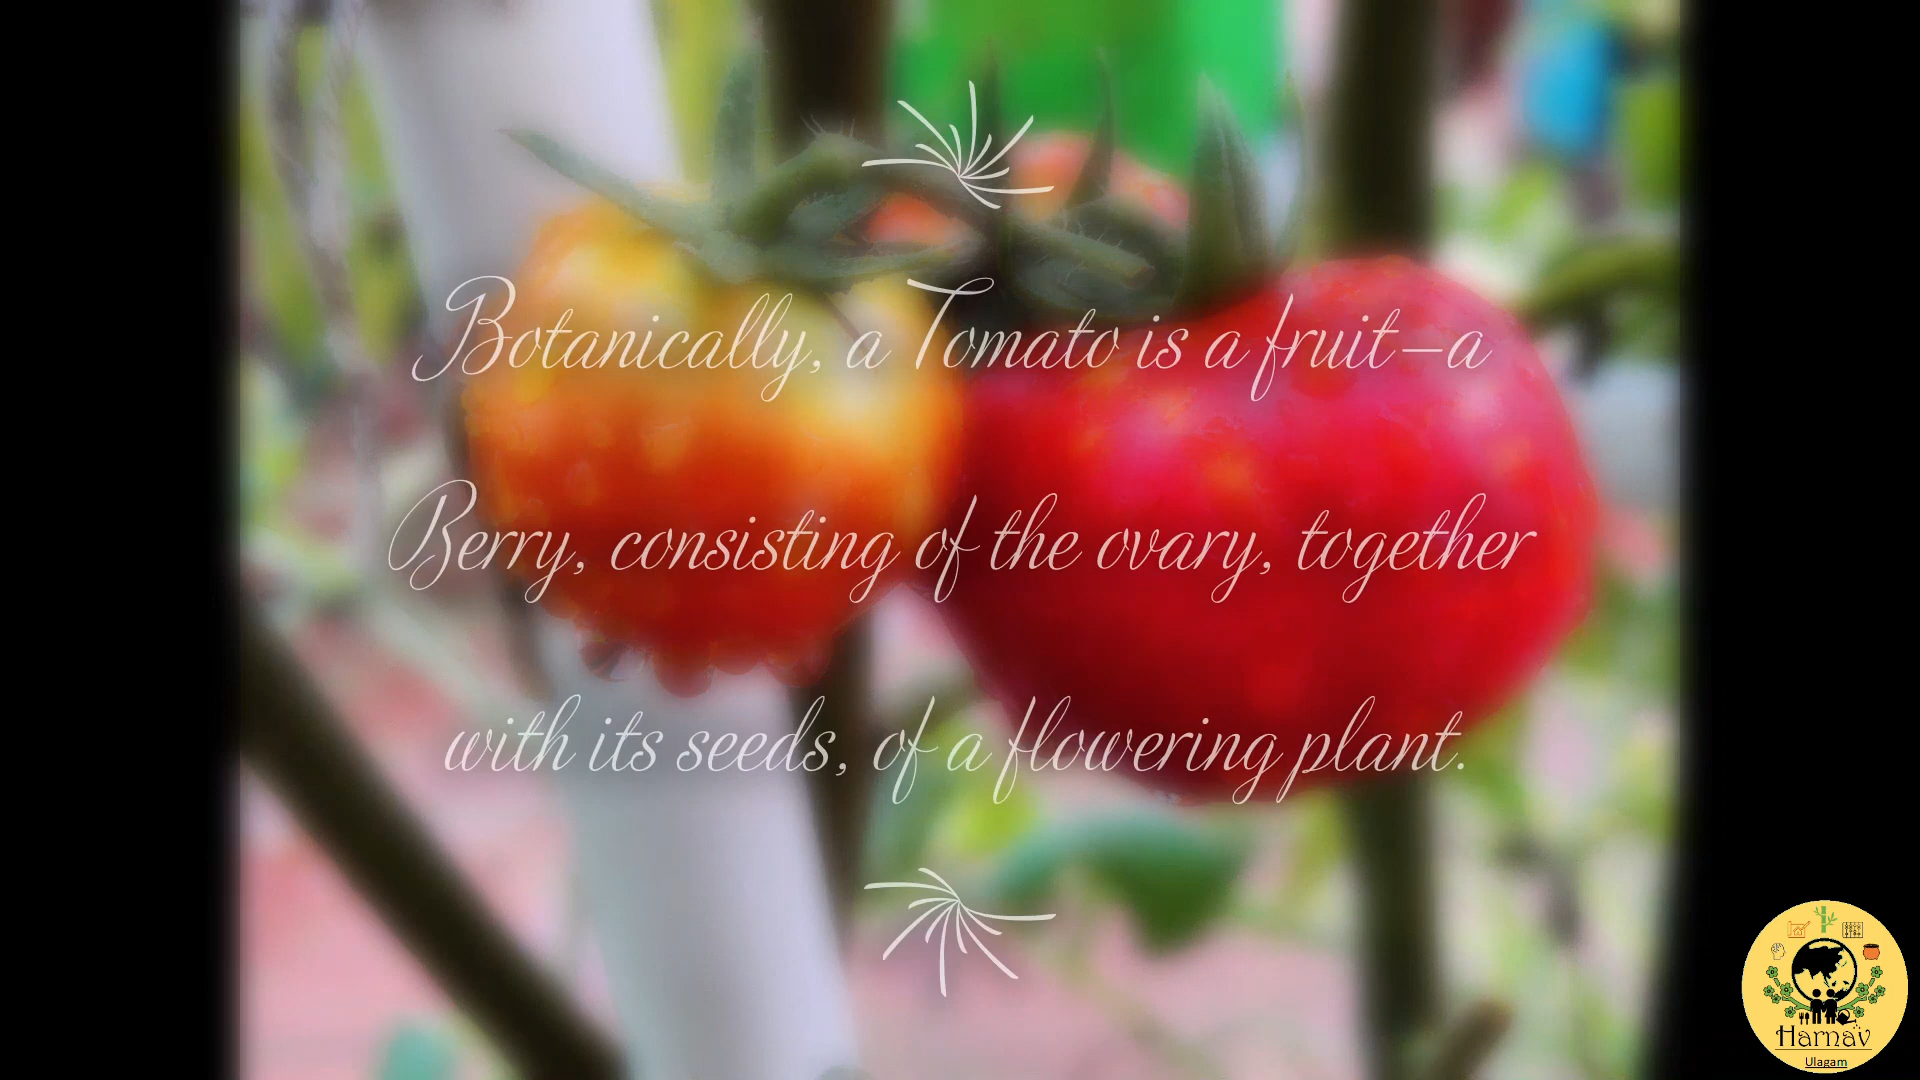 Botanically, a Tomato is a fruit–a
Berry, consisting of the ovary, together
with its seeds, of a flowering plant.
Harnav
Ulagam